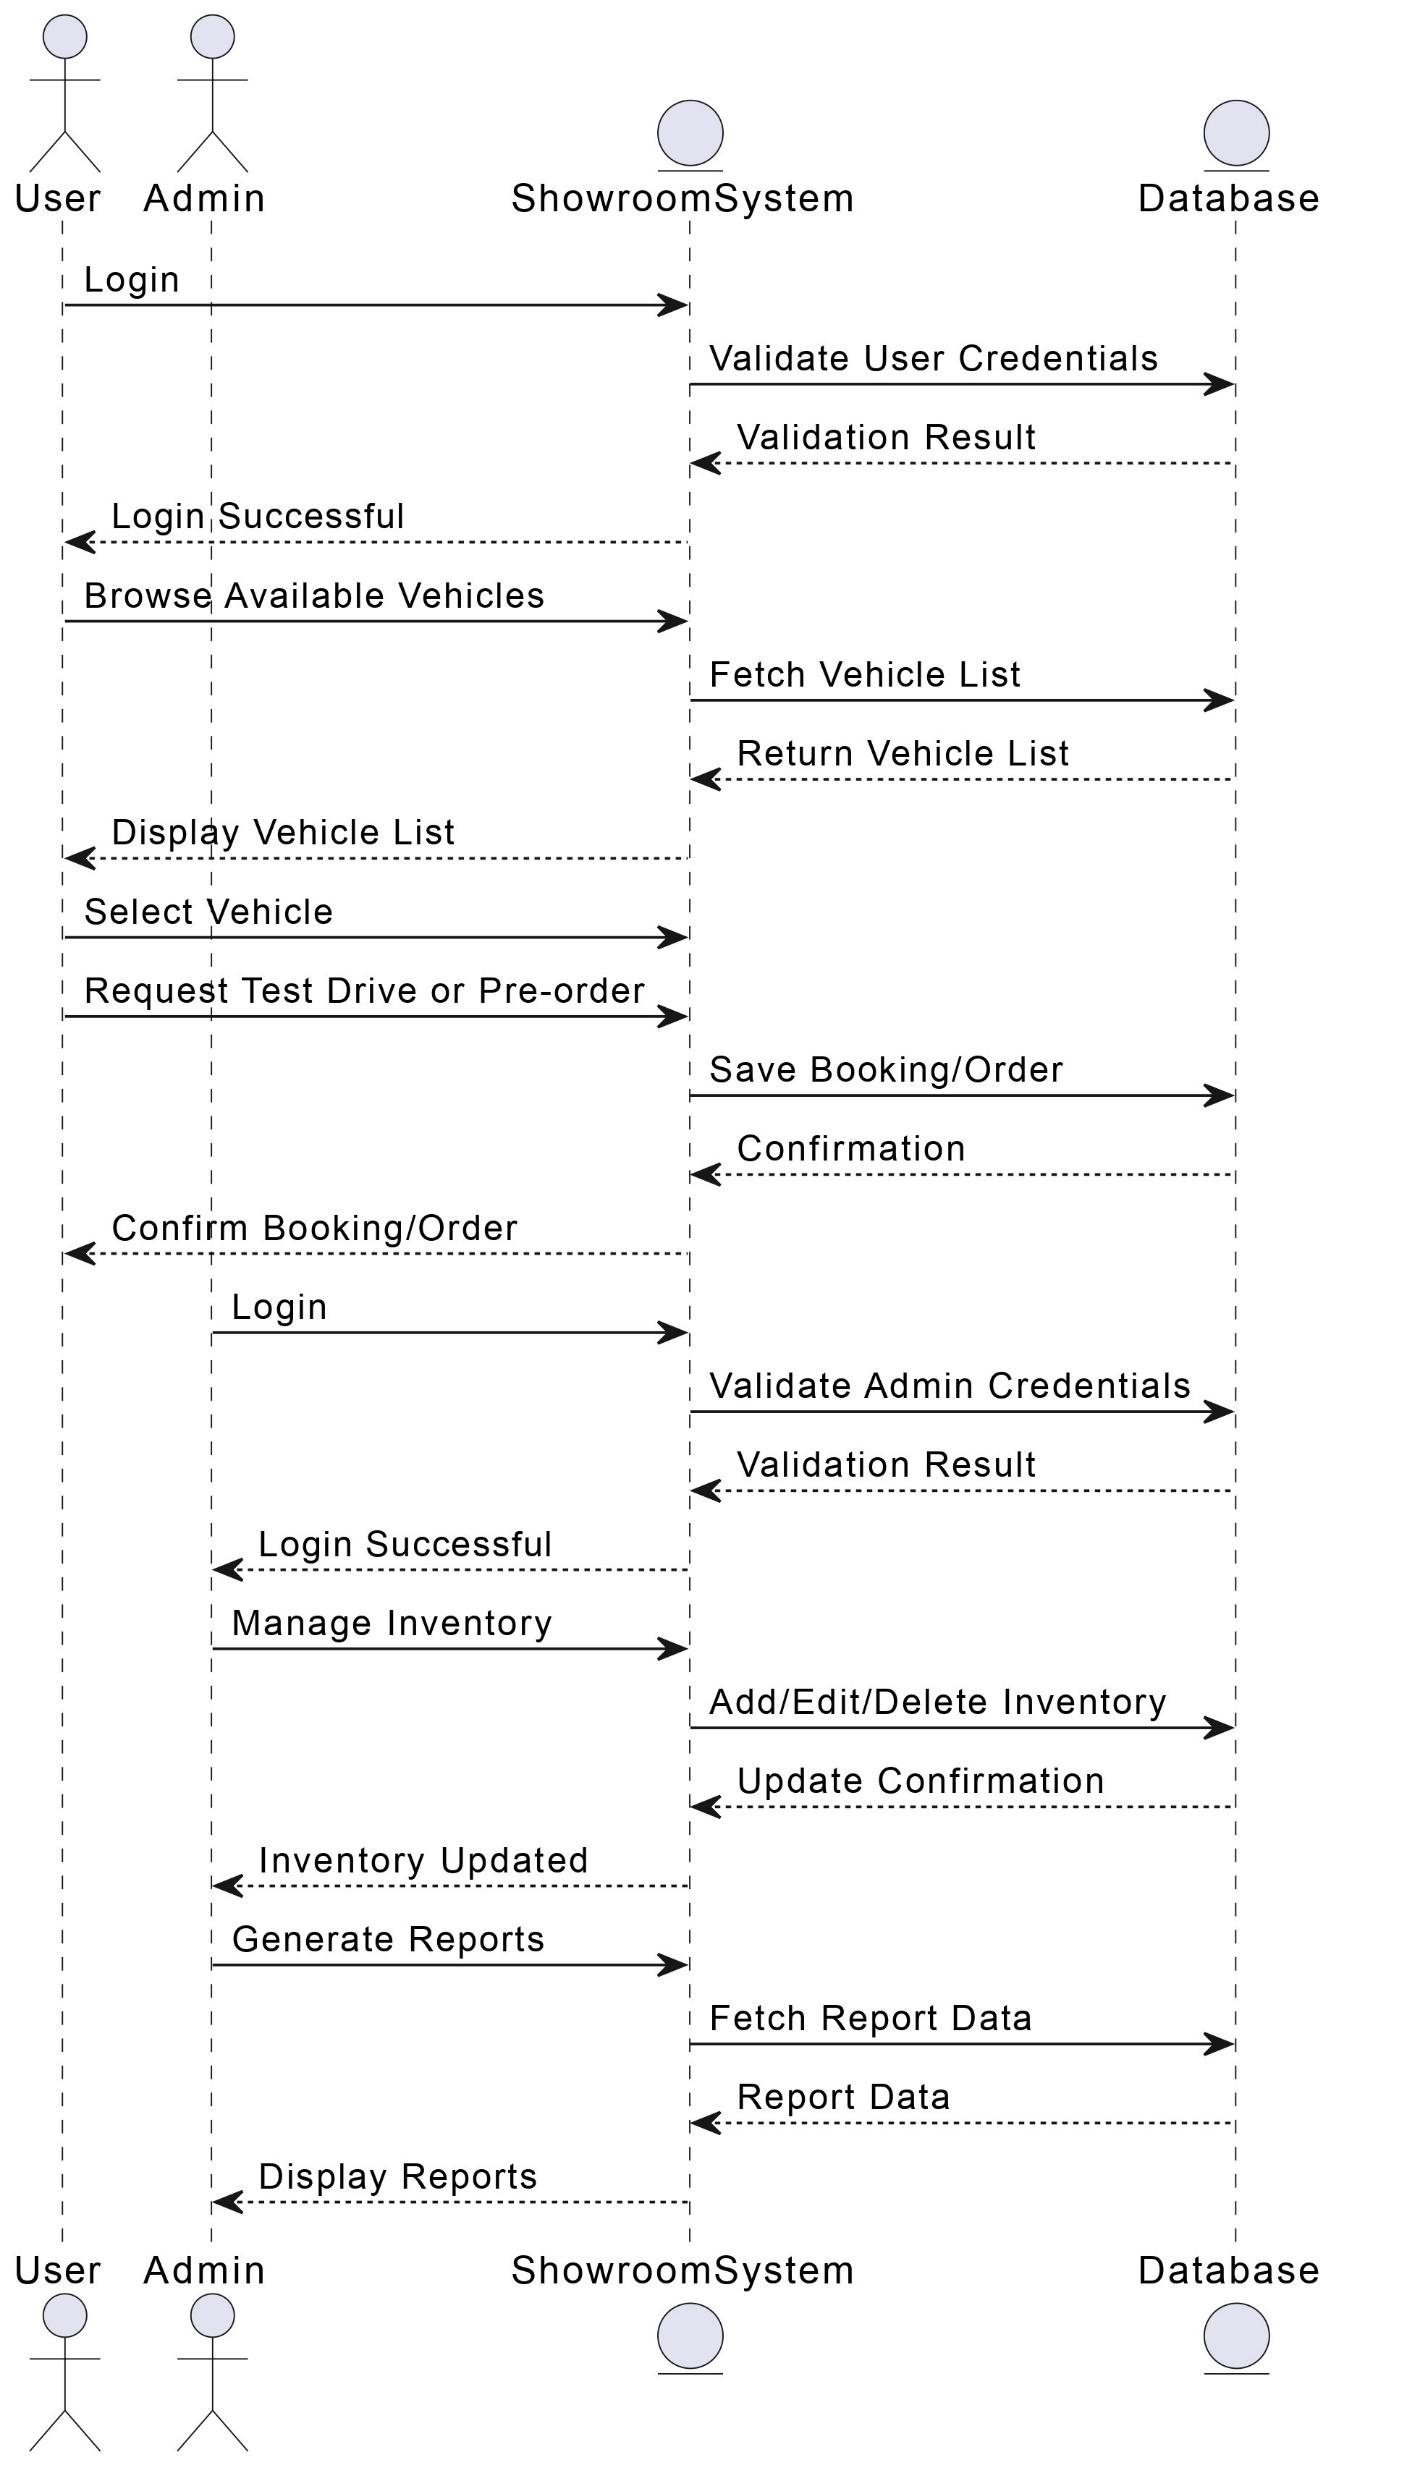 User Admin ShowroomSystem Database
Login
Validate User Credentials
Validation Result
Login Successful
Browse Available Vehicles
Fetch Vehicle List
Return Vehicle List
Display Vehicle List
Select Vehicle
Request Test Drive or Pre-order
Save Booking/Order
Confirmation
Confirm Booking/Order
Login
Validate Admin Credentials
Validation Result
Login Successful
Manage Inventory
Add/Edit/Delete Inventory
Update Confirmation
Inventory Updated
Generate Reports
Fetch Report Data
Report Data
Display Reports
User Admin ShowroomSystem Database